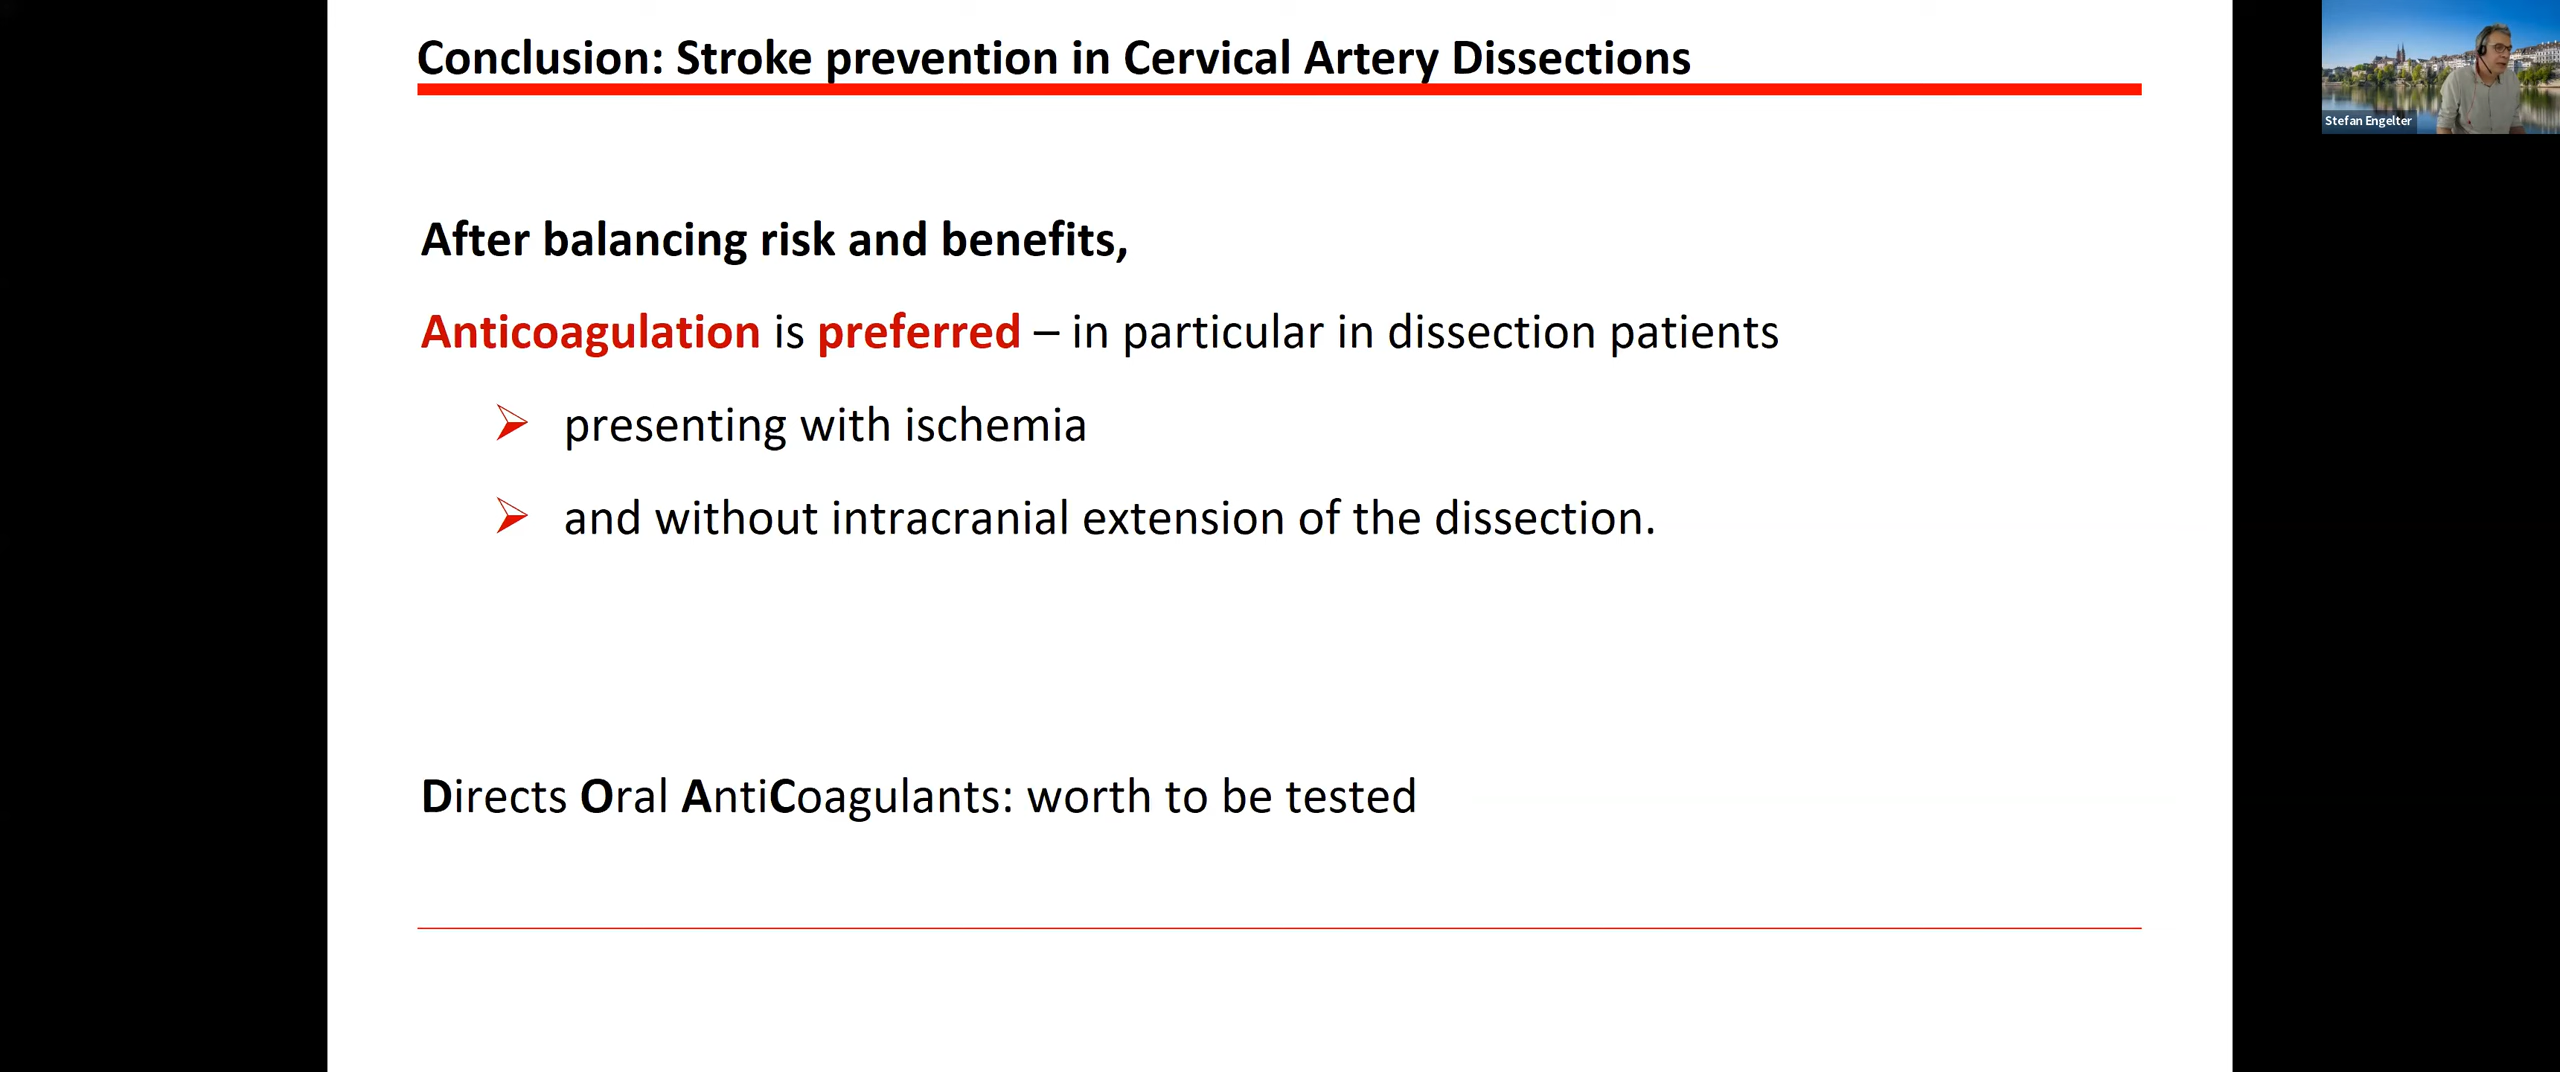 Conclusion: Stroke prevention in Cervical Artery Dissections
Stefan Engelter
After balancing risk and benefits,
Anticoagulation is preferred – in particular in dissection patients
presenting with ischemia
and without intracranial extension of the dissection.
Directs Oral AntiCoagulants: worth to be tested